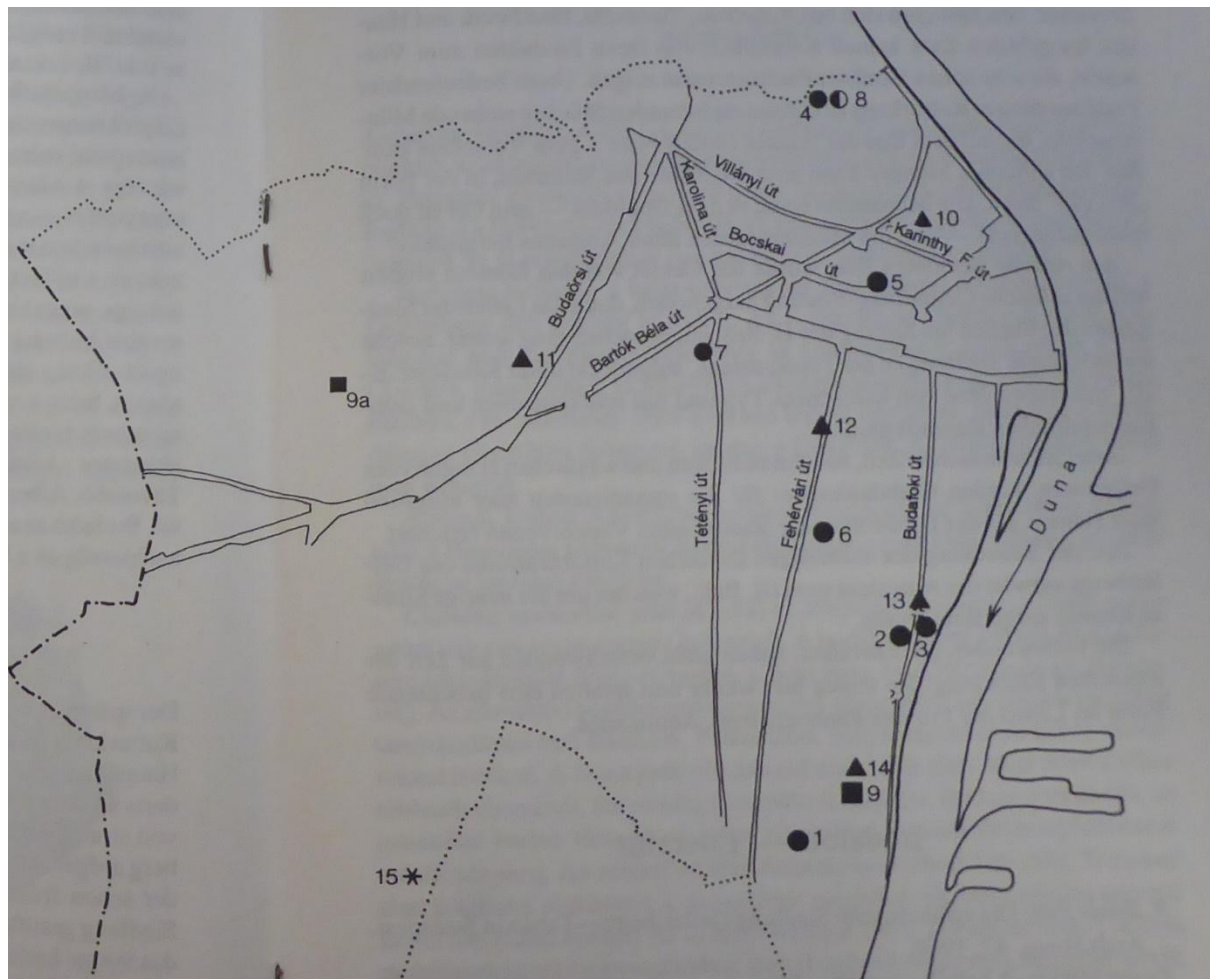 4
8
Villányi út
Karolina út
10
Bocskai
út
Karinthy
F. út
5
Budaörsi út
Bartók Béla út
11
7
9a
12
Duna
Tétényi út
Fehérvári út
Budafoki út
6
13
2
3
14
9
1
15